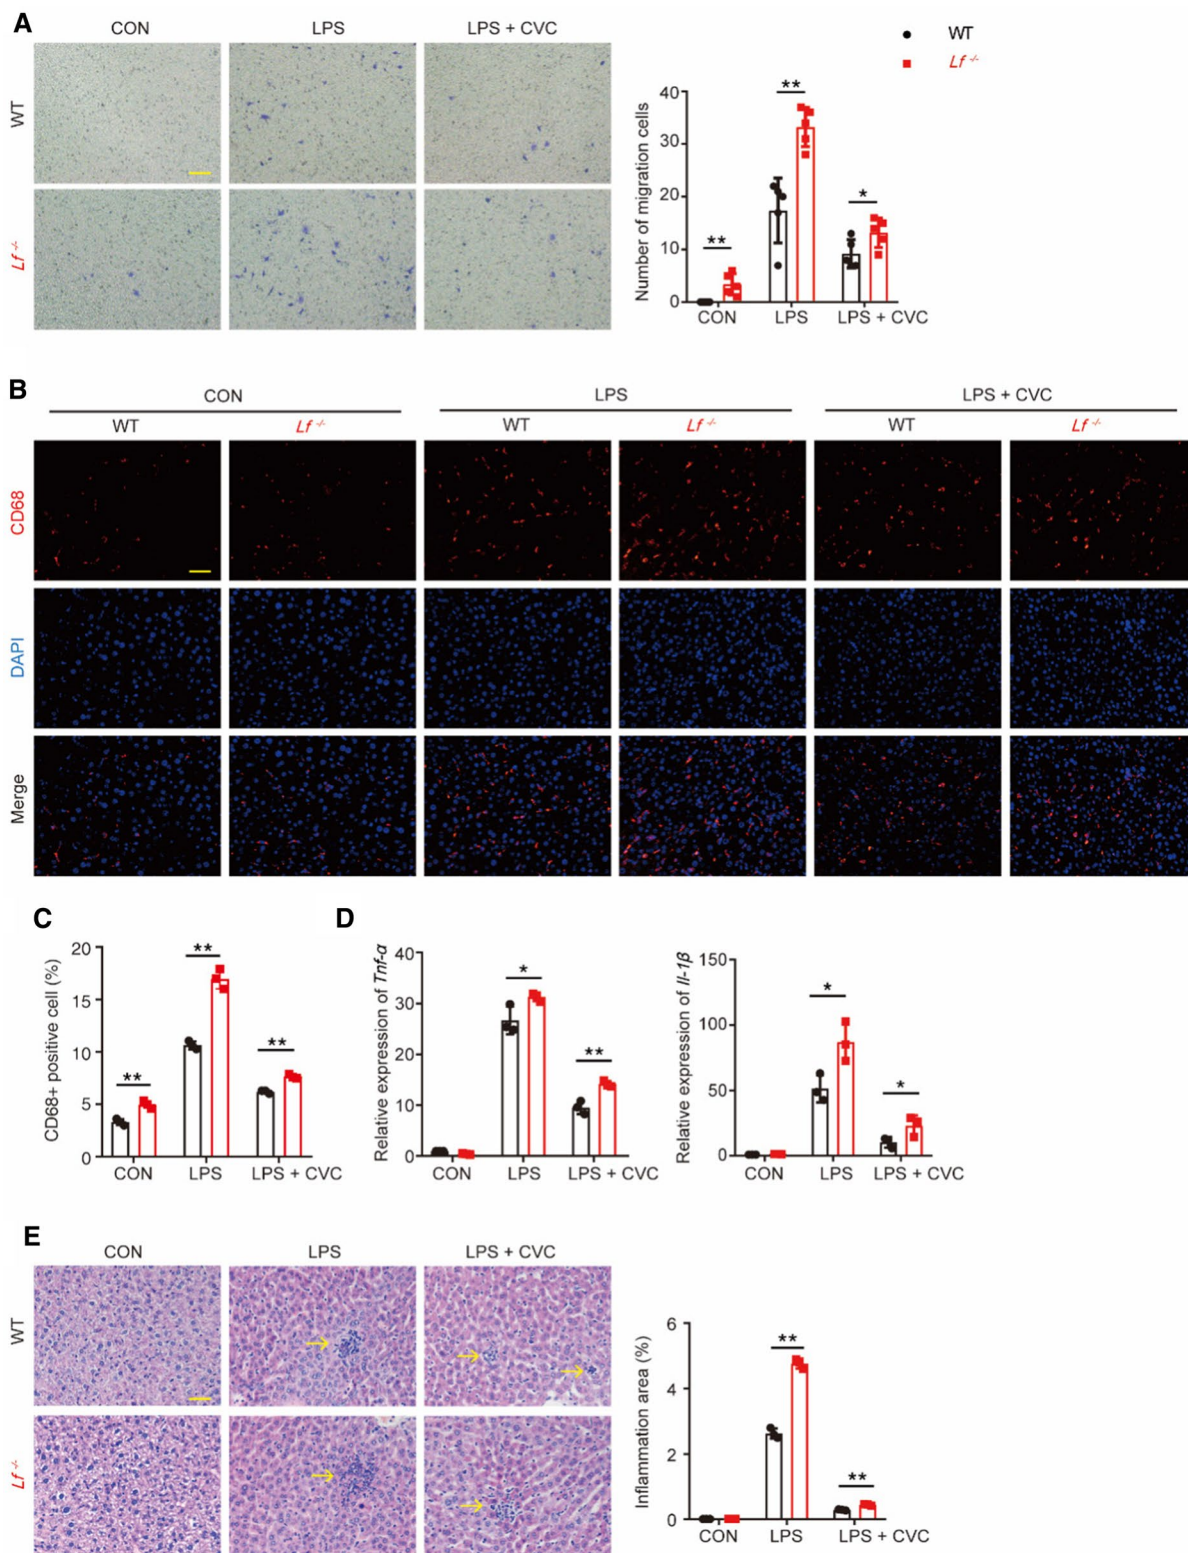 A
CON LPS LPS + CVC
WT
Lf -/-
WT
Lf -/-
Number of migration cells
40
30
20
10
0
** ** *
CON LPS LPS + CVC
B
CON LPS LPS + CVC
WT Lf -/- WT Lf -/- WT Lf -/-
CD68
DAPI
Merge
C
CD68+ positive cell (%)
20
15
10
5
0
** ** **
CON LPS LPS + CVC
D
Relative expression of Tnf-α
40
30
20
10
0
* **
CON LPS LPS + CVC
Relative expression of Il-1β
150
100
50
0
* *
CON LPS LPS + CVC
E
CON LPS LPS + CVC
WT
Lf -/-
Inflammation area (%)
6
4
2
0
** **
CON LPS LPS + CVC